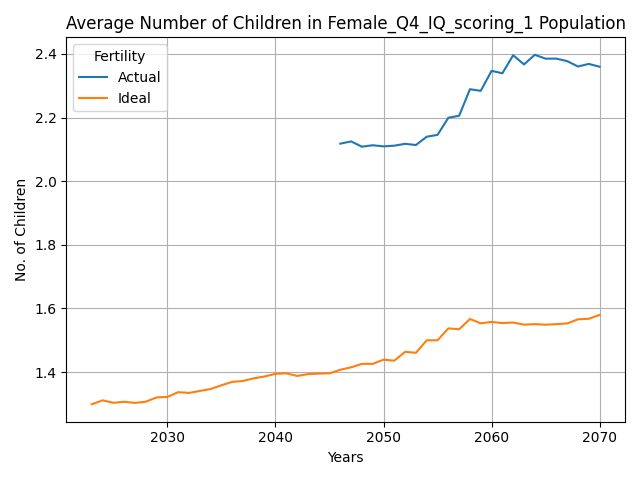 Average Number of Children in Female_Q4_IQ_scoring_1 Population
Fertility
Actual
Ideal
No. of Children
2.4
2.2
2.0
1.8
1.6
1.4
2030
2040
2050
2060
2070
Years